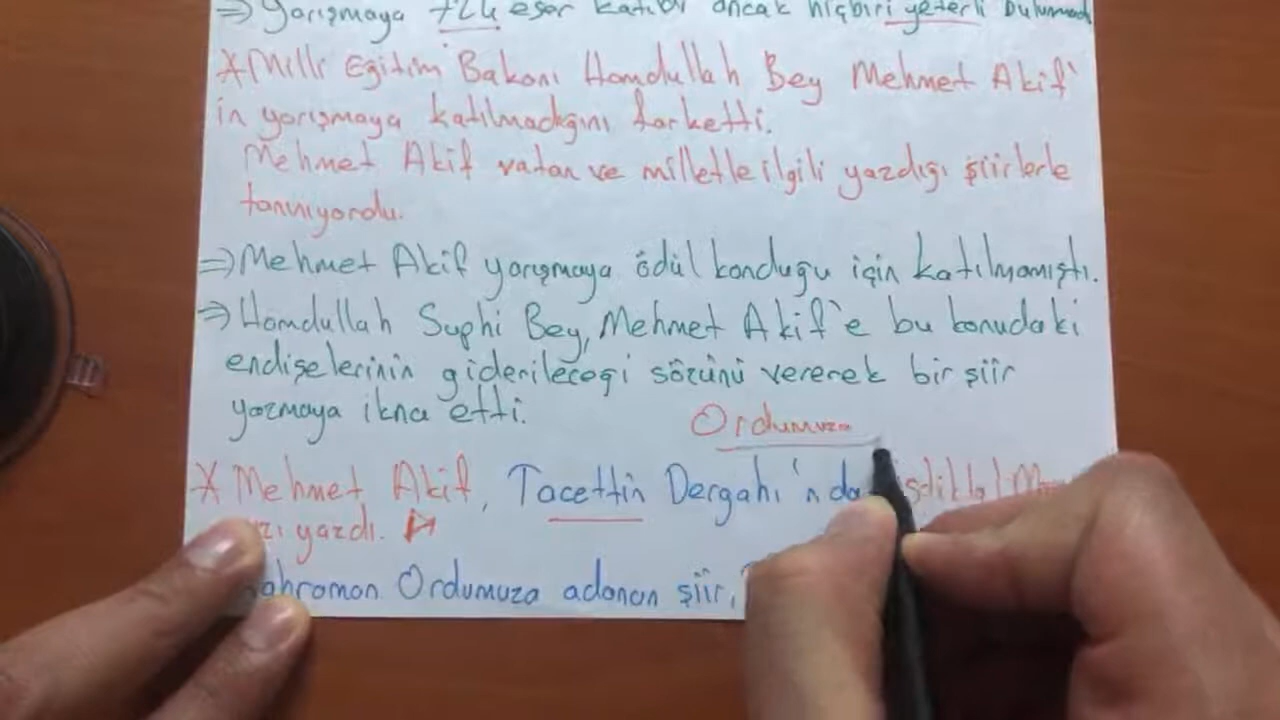 ⇒ Yarışmaya 724 eser katıldı ancak hiçbiri yeterli bulunmadı
*Milli Eğitim Bakanı Hamdullah Bey Mehmet Akif'
in yarışmaya katılmadığını farketti.
Mehmet Akif vatan ve milletle ilgili yazdığı şiirlerle
tanınıyordu.
⇒ Mehmet Akif yarışmaya ödül konduğu için katılmamıştı.
⇒ Hamdullah Suphi Bey, Mehmet Akif'e bu konudaki
endişelerinin giderileceği sözünü vererek bir şiir
yazmaya ikna etti.
Ordumuza
* Mehmet Akif, Tacettin Dergahı'nda
yazdı.
Ordumuza adanan şiir,